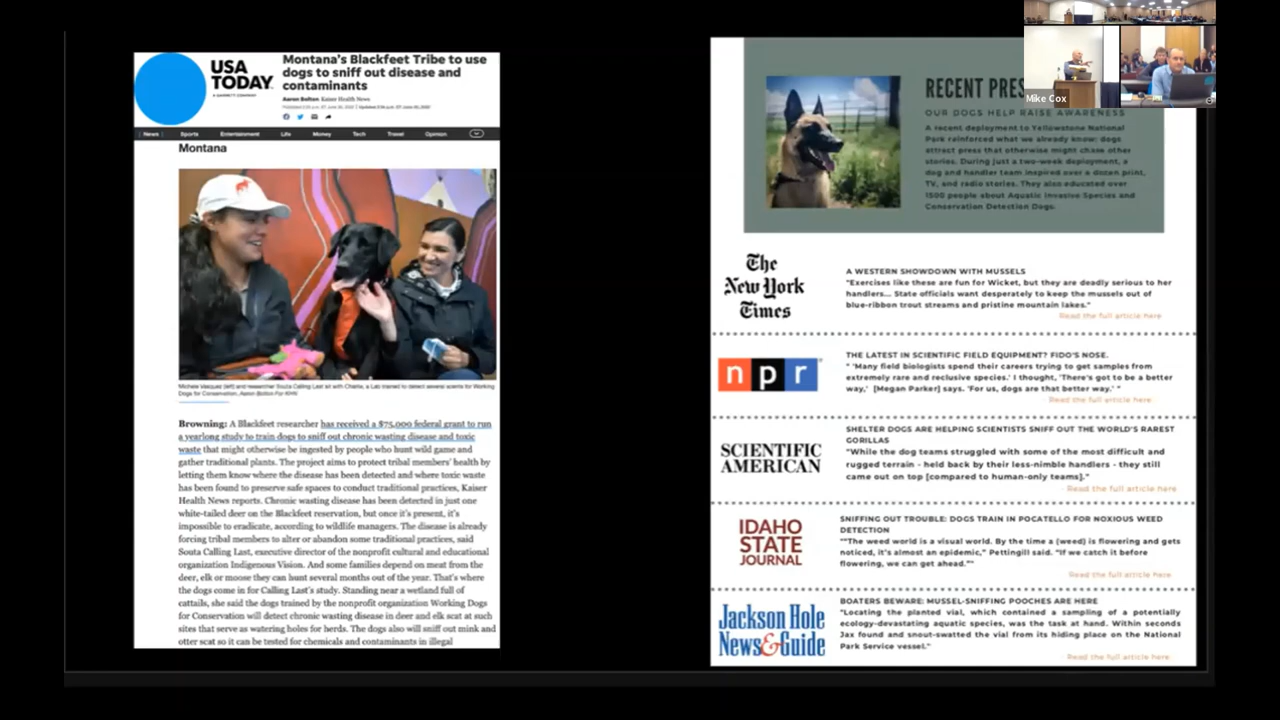 USA
TODAY
A GANNETT COMPANY
Montana's Blackfeet Tribe to use
dogs to sniff out disease and
contaminants
Aaron Bolton Kaiser Health News
News
Sports
Entertainment
Life
Money
Tech
Travel
Opinion
Montana
Michele Vasquez (left) and researcher Souta Calling Last sit with Charlie, a Lab trained to detect several scents for Working
Dogs for Conservation. Aaron Bolton For KHN
Browning: A Blackfeet researcher has received a $75,000 federal grant to run
a yearlong study to train dogs to sniff out chronic wasting disease and toxic
waste that might otherwise be ingested by people who hunt wild game and
gather traditional plants. The project aims to protect tribal members' health by
letting them know where the disease has been detected and where toxic waste
has been found to preserve safe spaces to conduct traditional practices, Kaiser
Health News reports. Chronic wasting disease has been detected in just one
white-tailed deer on the Blackfeet reservation, but once it's present, it's
impossible to eradicate, according to wildlife managers. The disease is already
forcing tribal members to alter or abandon some traditional practices, said
Souta Calling Last, executive director of the nonprofit cultural and educational
organization Indigenous Vision. And some families depend on meat from the
deer, elk or moose they can hunt several months out of the year. That's where
the dogs come in for Calling Last's study. Standing near a wetland full of
cattails, she said the dogs trained by the nonprofit organization Working Dogs
for Conservation will detect chronic wasting disease in deer and elk scat at such
sites that serve as watering holes for herds. The dogs also will sniff out mink and
otter scat so it can be tested for chemicals and contaminants in illegal
Mike Cox
RECENT PRES
OUR DOGS HELP RAISE AWARENESS
A recent deployment to Yellowstone National
Park reinforced what we already know: dogs
attract press that otherwise might chase other
stories. During just a two-week deployment, a
dog and handler team inspired over a dozen print,
TV, and radio stories. They also educated over
1500 people about Aquatic Invasive Species and
Conservation Detection Dogs.
The
New York
Times
A WESTERN SHOWDOWN WITH MUSSELS
"Exercises like these are fun for Wicket, but they are deadly serious to her
handlers... State officials want desperately to keep the mussels out of
blue-ribbon trout streams and pristine mountain lakes."
Read the full article here
npr
THE LATEST IN SCIENTIFIC FIELD EQUIPMENT? FIDO'S NOSE.
" 'Many field biologists spend their careers trying to get samples from
extremely rare and reclusive species.' I thought, 'There's got to be a better
way,' [Megan Parker] says. 'For us, dogs are that better way.' "
Read the full article here
SCIENTIFIC
AMERICAN
SHELTER DOGS ARE HELPING SCIENTISTS SNIFF OUT THE WORLD'S RAREST
GORILLAS
"While the dog teams struggled with some of the most difficult and
rugged terrain - held back by their less-nimble handlers - they still
came out on top [compared to human-only teams]."
Read the full article here
IDAHO
STATE
JOURNAL
SNIFFING OUT TROUBLE: DOGS TRAIN IN POCATELLO FOR NOXIOUS WEED
DETECTION
""The weed world is a visual world. By the time a (weed) is flowering and gets
noticed, it's almost an epidemic," Pettingill said. "If we catch it before
flowering, we can get ahead.""
Read the full article here
Jackson Hole
News&Guide
BOATERS BEWARE: MUSSEL-SNIFFING POOCHES ARE HERE
"Locating the planted vial, which contained a sampling of a potentially
ecology-devastating aquatic species, was the task at hand. Within seconds
Jax found and snout-swatted the vial from its hiding place on the National
Park Service vessel."
Read the full article here